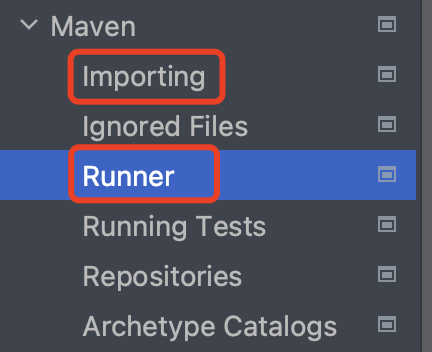 Maven
Importing
Ignored Files
Runner
Running Tests
Repositories
Archetype Catalogs